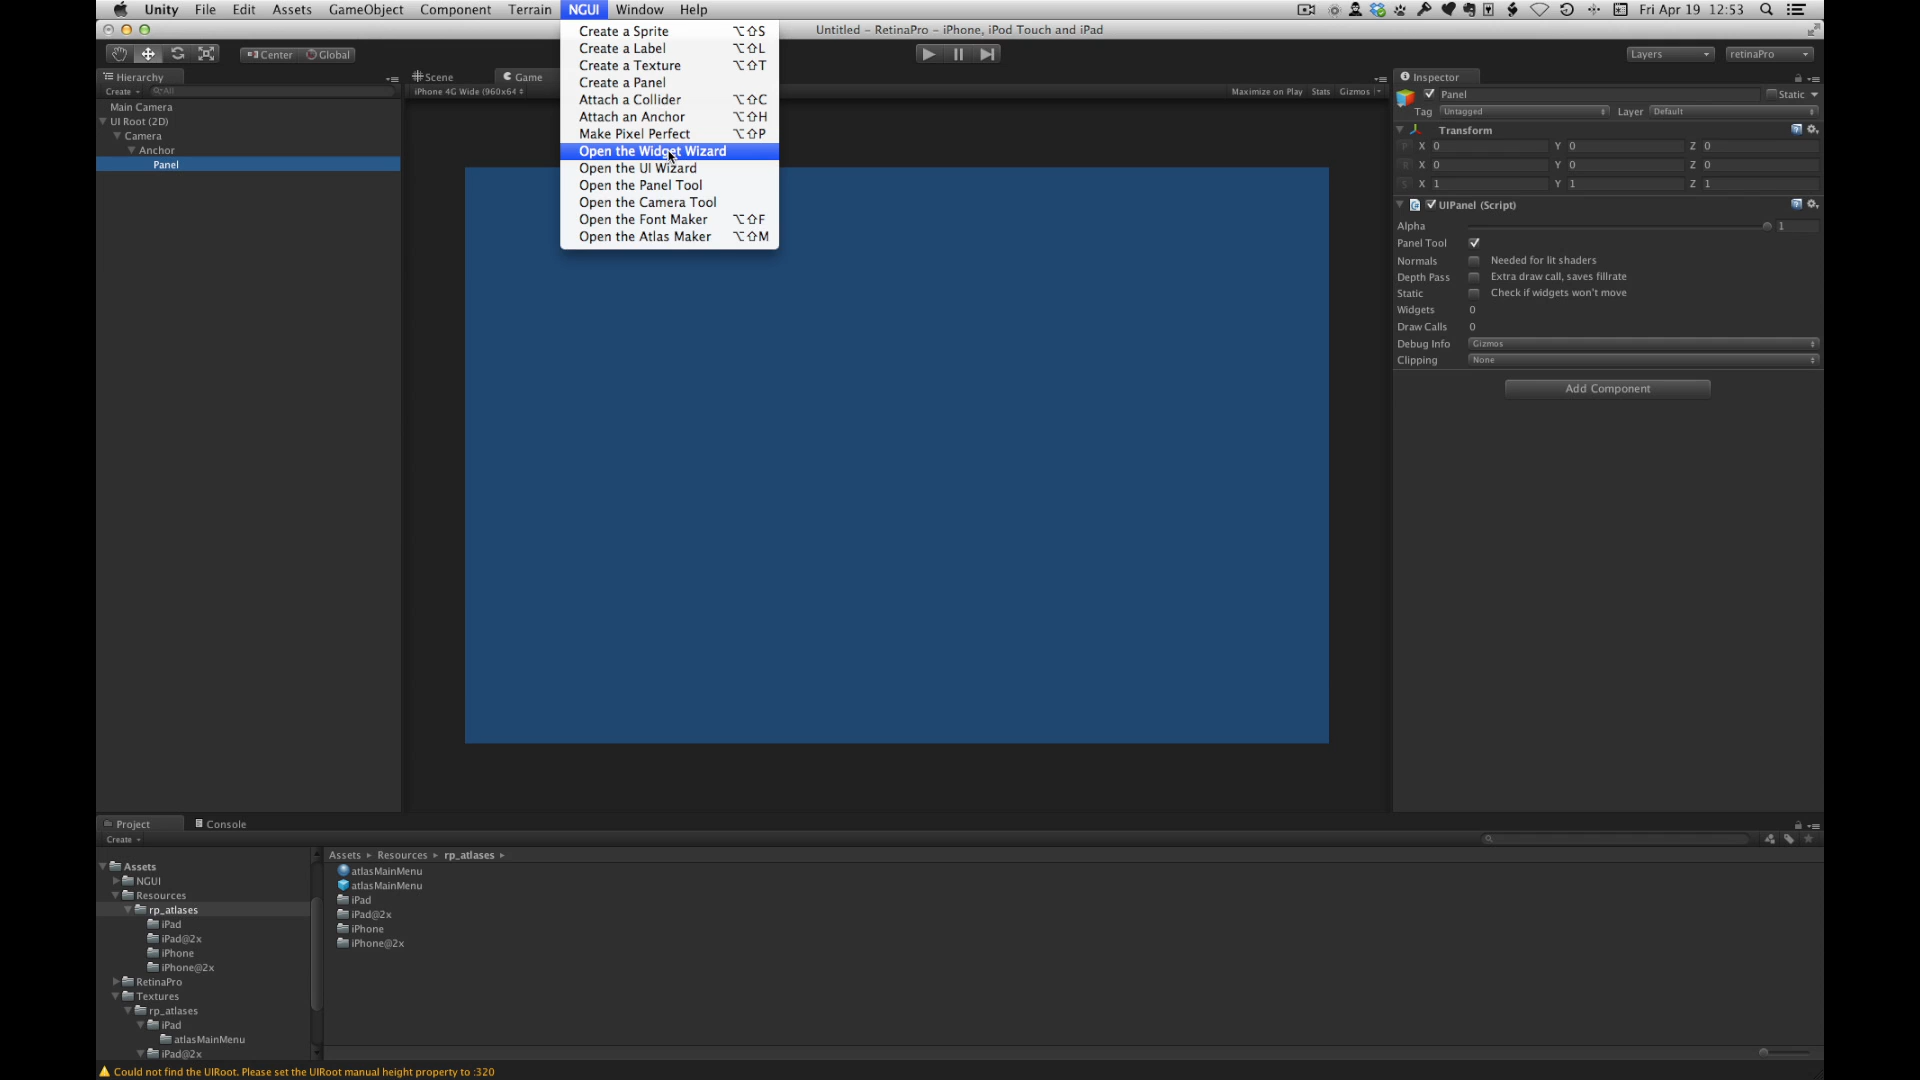 Unity File Edit Assets GameObject Component Terrain NGUI Window Help Fri Apr 19 12:53
Untitled – RetinaPro – iPhone, iPod Touch and iPad
Center Global Layers retinaPro
Create a Sprite ⌥⇧S
Create a Label ⌥⇧L
Create a Texture ⌥⇧T
Create a Panel
Attach a Collider ⌥⇧C
Attach an Anchor ⌥⇧H
Make Pixel Perfect ⌥⇧P
Open the Widget Wizard
Open the UI Wizard
Open the Panel Tool
Open the Camera Tool
Open the Font Maker ⌥⇧F
Open the Atlas Maker ⌥⇧M
Hierarchy
Create All
Main Camera
UI Root (2D)
Camera
Anchor
Panel
Scene Game
iPhone 4G Wide (960x64 Maximize on Play Stats Gizmos
Inspector
Panel Static
Tag Untagged Layer Default
Transform
P X 0 Y 0 Z 0
R X 0 Y 0 Z 0
S X 1 Y 1 Z 1
UIPanel (Script)
Alpha 1
Panel Tool
Normals Needed for lit shaders
Depth Pass Extra draw call, saves fillrate
Static Check if widgets won't move
Widgets 0
Draw Calls 0
Debug Info Gizmos
Clipping None
Add Component
Project Console
Create
Assets
NGUI
Resources
rp_atlases
iPad
iPad@2x
iPhone
iPhone@2x
RetinaPro
Textures
rp_atlases
iPad
atlasMainMenu
iPad@2x
Assets Resources rp_atlases
atlasMainMenu
atlasMainMenu
iPad
iPad@2x
iPhone
iPhone@2x
Could not find the UIRoot. Please set the UIRoot manual height property to :320